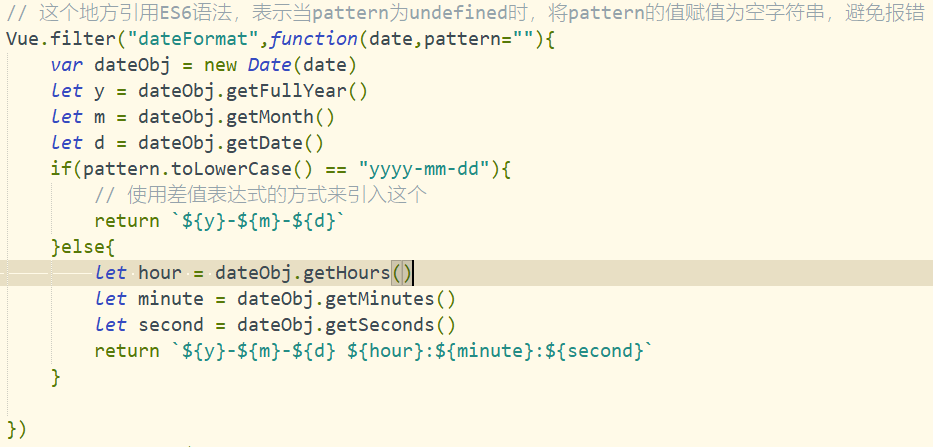 // 这个地方引用ES6语法，表示当pattern为undefined时，将pattern的值赋值为空字符串，避免报错
Vue.filter("dateFormat",function(date,pattern=""){
    var dateObj = new Date(date)
    let y = dateObj.getFullYear()
    let m = dateObj.getMonth()
    let d = dateObj.getDate()
    if(pattern.toLowerCase() == "yyyy-mm-dd"){
        // 使用差值表达式的方式来引入这个
        return `${y}-${m}-${d}`
    }else{
        let hour = dateObj.getHours()
        let minute = dateObj.getMinutes()
        let second = dateObj.getSeconds()
        return `${y}-${m}-${d} ${hour}:${minute}:${second}`
    }
})